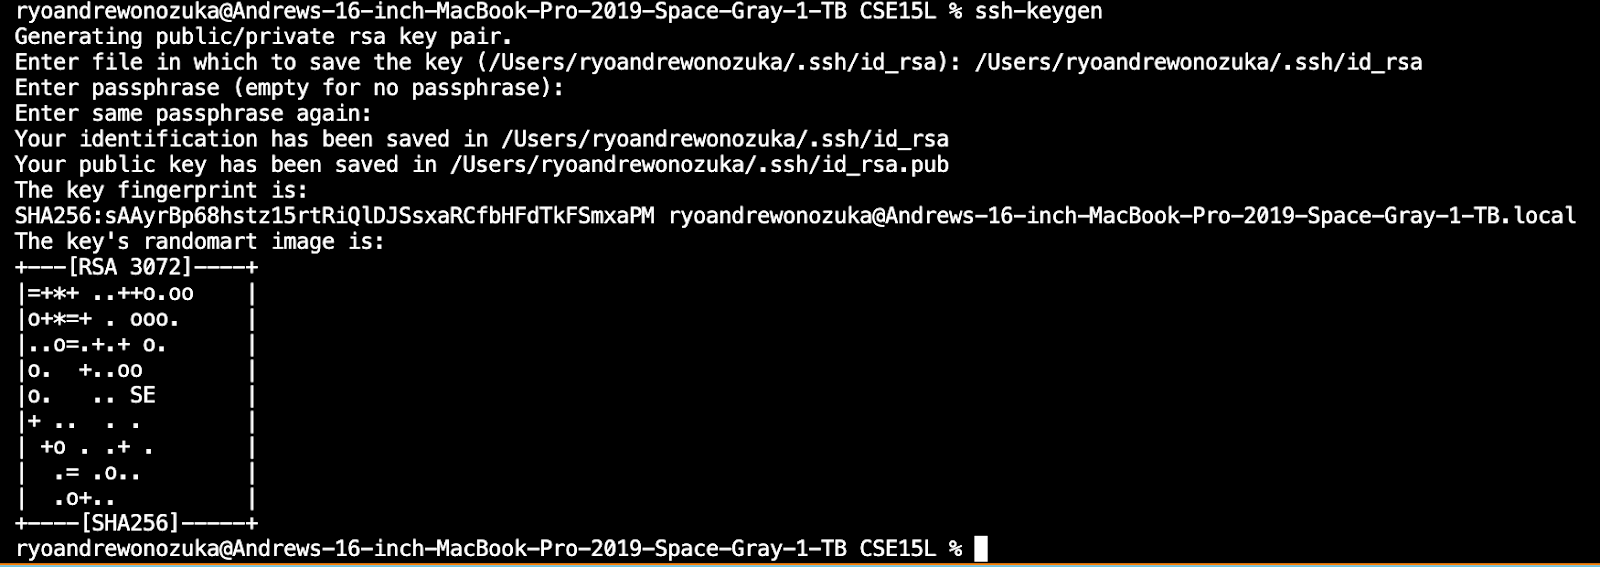 ryoandrewonozuka@Andrews-16-inch-MacBook-Pro-2019-Space-Gray-1-TB CSE15L % ssh-keygen
Generating public/private rsa key pair.
Enter file in which to save the key (/Users/ryoandrewonozuka/.ssh/id_rsa): /Users/ryoandrewonozuka/.ssh/id_rsa
Enter passphrase (empty for no passphrase):
Enter same passphrase again:
Your identification has been saved in /Users/ryoandrewonozuka/.ssh/id_rsa
Your public key has been saved in /Users/ryoandrewonozuka/.ssh/id_rsa.pub
The key fingerprint is:
SHA256:sAAyrBp68hstz15rtRiQlDJSsxaRCfbHFdTkFSmxaPM ryoandrewonozuka@Andrews-16-inch-MacBook-Pro-2019-Space-Gray-1-TB.local
The key's randomart image is:
+---[RSA 3072]----+
|=+*+ ..++o.oo    |
|o+*=+ . ooo.     |
|..o=.+.+ o.      |
|o.  +..oo        |
|o.   .. SE       |
|+ ..  . .        |
| +o . .+ .       |
|  .= .o..        |
|  .o+..          |
+----[SHA256]-----+
ryoandrewonozuka@Andrews-16-inch-MacBook-Pro-2019-Space-Gray-1-TB CSE15L %